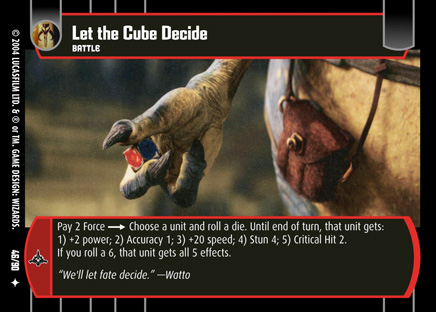 Let the Cube Decide
BATTLE
Pay 2 Force → Choose a unit and roll a die. Until end of turn, that unit gets:
1) +2 power; 2) Accuracy 1; 3) +20 speed; 4) Stun 4; 5) Critical Hit 2.
If you roll a 6, that unit gets all 5 effects.
“We’ll let fate decide.” —Watto
© 2004 LUCASFILM LTD. & ® or TM. GAME DESIGN: WIZARDS.
46/90